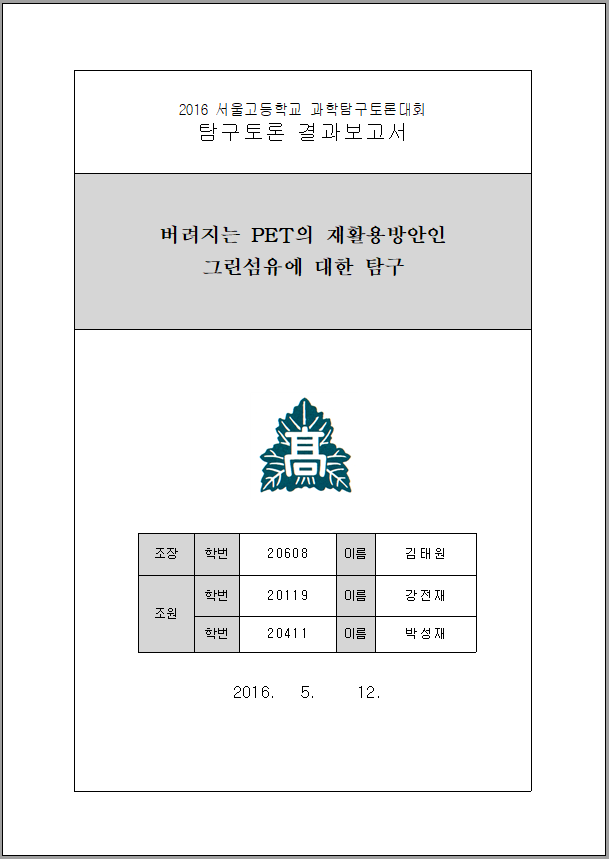 2016 서울고등학교 과학탐구토론대회
탐구토론 결과보고서
버려지는 PET의 재활용방안인
그린섬유에 대한 탐구
高
조장 학번 20608 이름 김태원
조원 학번 20119 이름 강전재
학번 20411 이름 박성재
2016. 5. 12.